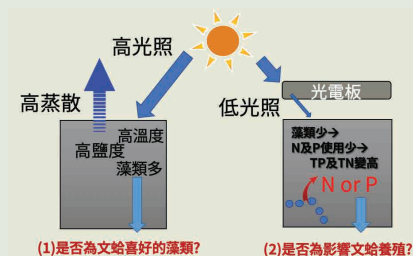 高光照
高蒸散
高溫度
高鹽度
藻類多
(1)是否為文蛤喜好的藻類?
光電板
低光照
藻類少→
N及P使用少→
TP及TN變高
N or P
(2)是否為影響文蛤養殖?